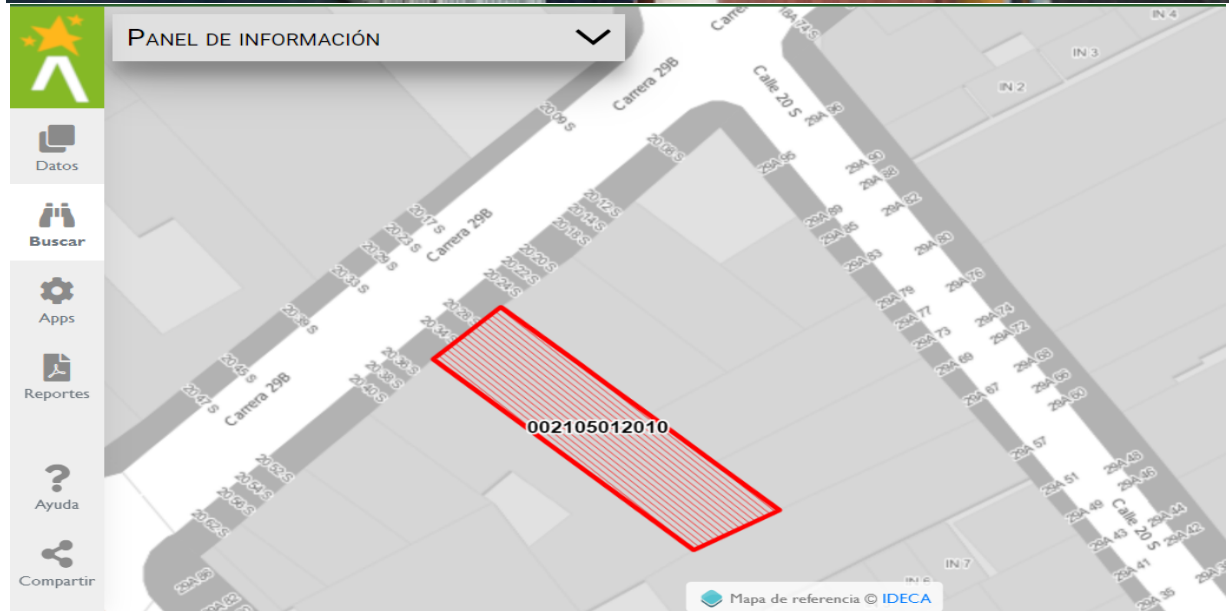 PANEL DE INFORMACIÓN
Datos
Buscar
Apps
Reportes
Ayuda
Compartir
Carrera 29B
Calle 20 S
Carrera 29B
Carrera 29B
Calle 20 S
002105012010
IN 4
IN 3
IN 2
IN 7
IN 6
20 09 S
20 08 S
20 12 S
20 14 S
20 18 S
20 20 S
20 22 S
20 24 S
20 28 S
20 34 S
20 36 S
20 38 S
20 40 S
20 17 S
20 23 S
20 29 S
20 33 S
20 39 S
20 45 S
20 47 S
20 52 S
20 54 S
20 56 S
20 62 S
29A 95
29A 89
29A 85
29A 83
29A 79
29A 77
29A 73
29A 69
29A 67
29A 57
29A 51
29A 49
29A 43
29A 41
29A 35
29A 96
29A 90
29A 88
29A 82
29A 80
29A 76
29A 74
29A 72
29A 68
29A 66
29A 60
29A 48
29A 46
29A 44
29A 42
Mapa de referencia © IDECA